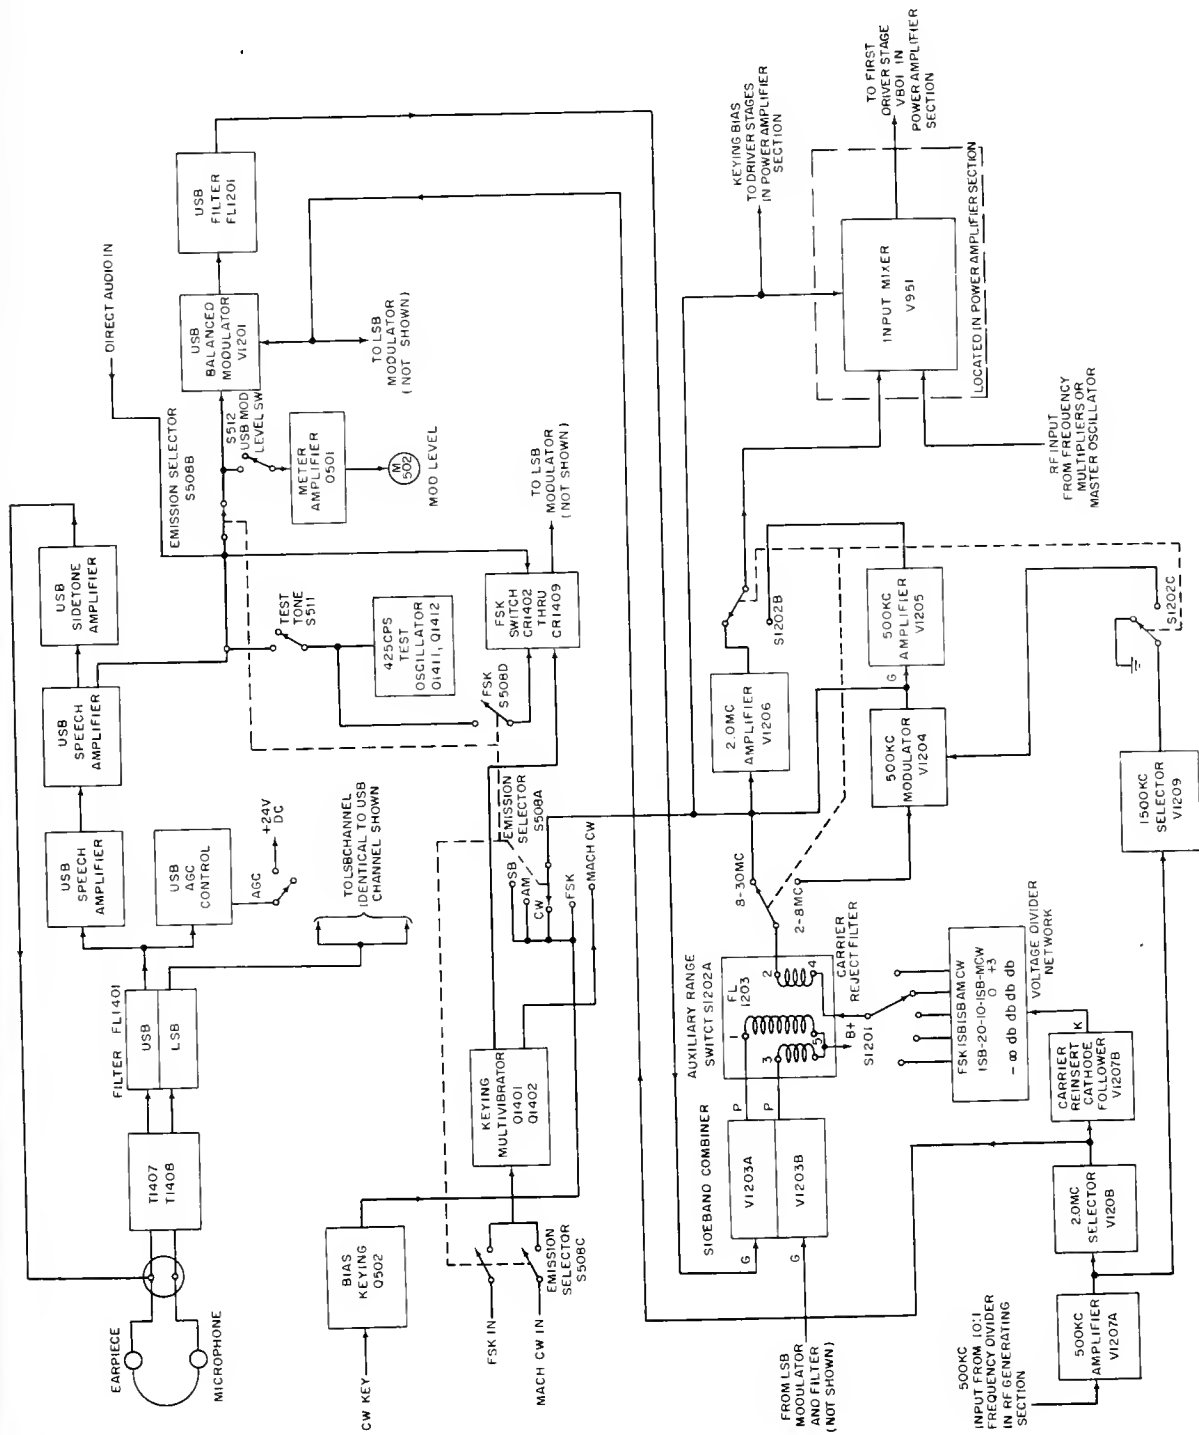 EARPIECE
MICROPHONE
T1407
T1408
FILTER FL1401
USB
LSB
USB
SPEECH
AMPLIFIER
USB
AGC
CONTROL
AGC
+24V
DC
TOLSBCHANNEL
IDENTICAL TO USB
CHANNEL SHOWN
USB
SPEECH
AMPLIFIER
USB
SIDETONE
AMPLIFIER
EMISSION SELECTOR
S508B
DIRECT AUDIO IN
S512
USB MOD
LEVEL SW
USB
BALANCED
MODULATOR
V1201
USB
FILTER
FL1201
METER
AMPLIFIER
Q501
M
502
MOD LEVEL
TO LSB
MODULATOR
(NOT SHOWN)
TEST
TONE
S511
425CPS
TEST
OSCILLATOR
Q1411, Q1412
FSK
S508D
FSK
SWITCH
CR1402
THRU
CR1409
TO LSB
MODULATOR
(NOT SHOWN)
CW KEY
BIAS
KEYING
Q502
FSK IN
MACH CW IN
EMISSION
SELECTOR
S508C
KEYING
MULTIVIBRATOR
Q1401
Q1402
EMISSION
SELECTOR
S508A
SB
AM
CW
FSK
MACH CW
KEYING BIAS
TO DRIVER STAGES
IN POWER AMPLIFIER
SECTION
FROM LSB
MODULATOR
AND FILTER
(NOT SHOWN)
SIDEBAND COMBINER
G
V1203A
P
G
V1203B
P
AUXILIARY RANGE
SWITCT S1202A
FL
1203
1
2
3
4
5
CARRIER
REJECT FILTER
B+
S1201
8-30MC
2-8MC
2.0MC
AMPLIFIER
V1206
S1202B
500KC
MODULATOR
V1204
G
500KC
AMPLIFIER
V1205
INPUT MIXER
V951
LOCATED IN POWER AMPLIFIER SECTION
TO FIRST
DRIVER STAGE
V801 IN
POWER AMPLIFIER
SECTION
RF INPUT
FROM FREQUENCY
MULTIPLIERS OR
MASTER OSCILLATOR
FSK ISB ISB AM CW
ISB-20-10-ISB-MCW
0 +3
-∞ db db db db
VOLTAGE DIVIDER
NETWORK
K
CARRIER
REINSERT
CATHODE
FOLLOWER
V1207B
2.0MC
SELECTOR
V1208
500KC
INPUT FROM 10:1
FREQUENCY DIVIDER
IN RF GENERATING
SECTION
500KC
AMPLIFIER
V1207A
1500KC
SELECTOR
V1209
S1202C